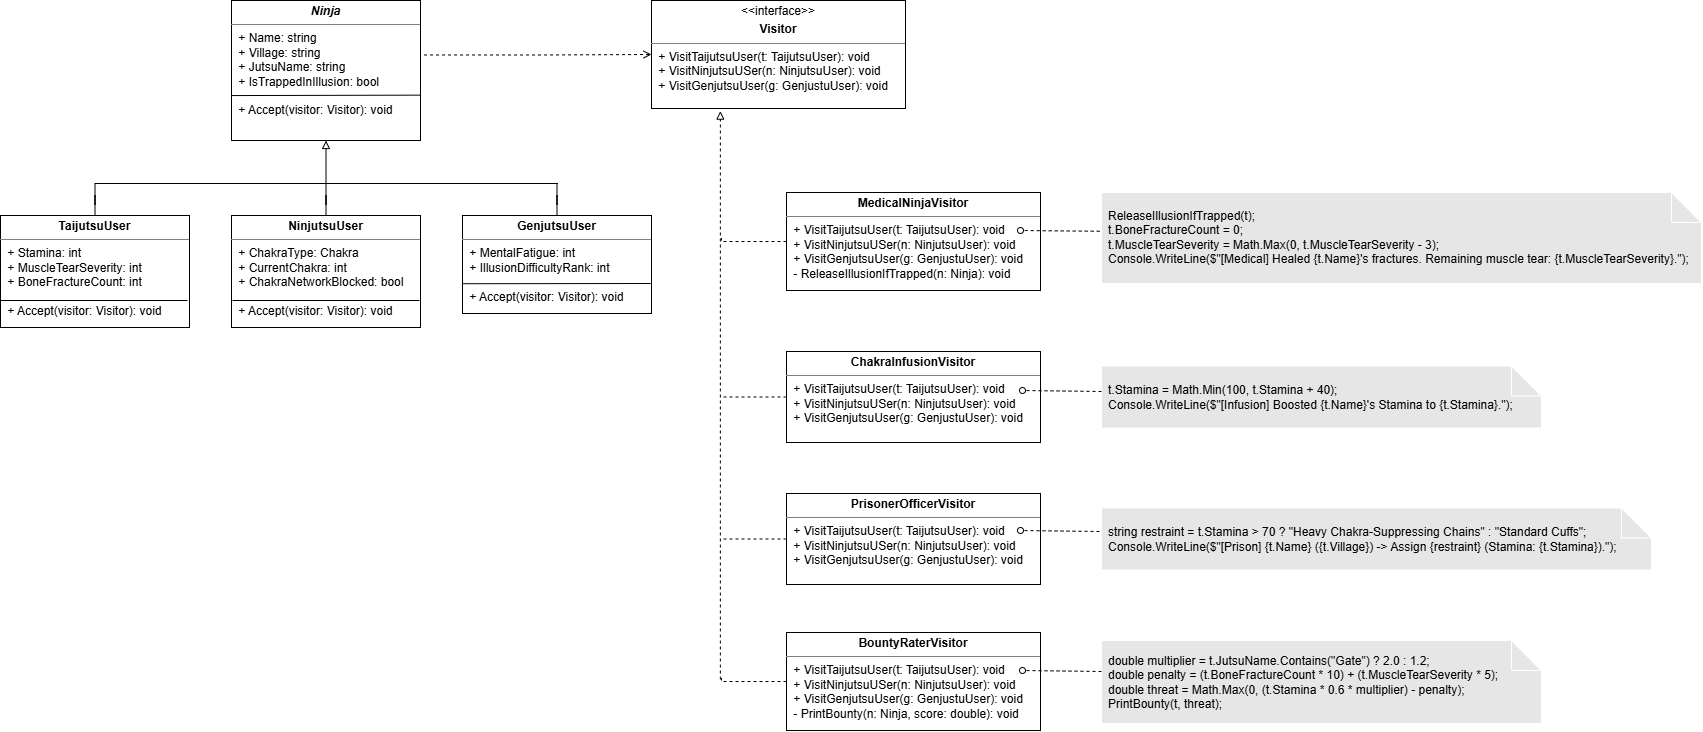 Ninja
+ Name: string
+ Village: string
+ JutsuName: string
+ IsTrappedInIllusion: bool
+ Accept(visitor: Visitor): void
<<interface>>
Visitor
+ VisitTaijutsuUser(t: TaijutsuUser): void
+ VisitNinjutsuUSer(n: NinjutsuUser): void
+ VisitGenjutsuUser(g: GenjustuUser): void
TaijutsuUser
+ Stamina: int
+ MuscleTearSeverity: int
+ BoneFractureCount: int
+ Accept(visitor: Visitor): void
NinjutsuUser
+ ChakraType: Chakra
+ CurrentChakra: int
+ ChakraNetworkBlocked: bool
+ Accept(visitor: Visitor): void
GenjutsuUser
+ MentalFatigue: int
+ IllusionDifficultyRank: int
+ Accept(visitor: Visitor): void
MedicalNinjaVisitor
+ VisitTaijutsuUser(t: TaijutsuUser): void
+ VisitNinjutsuUSer(n: NinjutsuUser): void
+ VisitGenjutsuUser(g: GenjustuUser): void
- ReleaseIllusionIfTrapped(n: Ninja): void
ReleaseIllusionIfTrapped(t);
t.BoneFractureCount = 0;
t.MuscleTearSeverity = Math.Max(0, t.MuscleTearSeverity - 3);
Console.WriteLine($"[Medical] Healed {t.Name}'s fractures. Remaining muscle tear: {t.MuscleTearSeverity}.");
ChakraInfusionVisitor
+ VisitTaijutsuUser(t: TaijutsuUser): void
+ VisitNinjutsuUSer(n: NinjutsuUser): void
+ VisitGenjutsuUser(g: GenjustuUser): void
t.Stamina = Math.Min(100, t.Stamina + 40);
Console.WriteLine($"[Infusion] Boosted {t.Name}'s Stamina to {t.Stamina}.");
PrisonerOfficerVisitor
+ VisitTaijutsuUser(t: TaijutsuUser): void
+ VisitNinjutsuUSer(n: NinjutsuUser): void
+ VisitGenjutsuUser(g: GenjustuUser): void
string restraint = t.Stamina > 70 ? "Heavy Chakra-Suppressing Chains" : "Standard Cuffs";
Console.WriteLine($"[Prison] {t.Name} ({t.Village}) -> Assign {restraint} (Stamina: {t.Stamina}).");
BountyRaterVisitor
+ VisitTaijutsuUser(t: TaijutsuUser): void
+ VisitNinjutsuUSer(n: NinjutsuUser): void
+ VisitGenjutsuUser(g: GenjustuUser): void
- PrintBounty(n: Ninja, score: double): void
double multiplier = t.JutsuName.Contains("Gate") ? 2.0 : 1.2;
double penalty = (t.BoneFractureCount * 10) + (t.MuscleTearSeverity * 5);
double threat = Math.Max(0, (t.Stamina * 0.6 * multiplier) - penalty);
PrintBounty(t, threat);